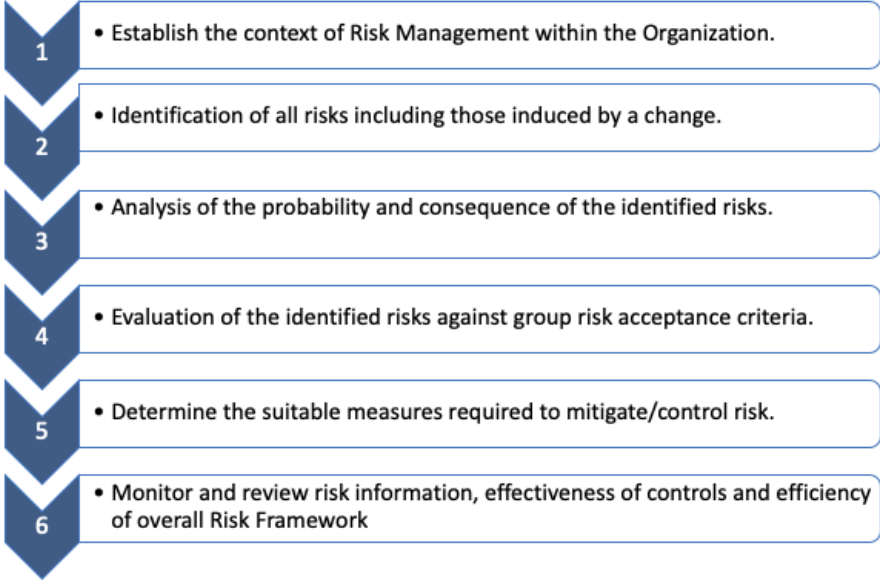 1
• Establish the context of Risk Management within the Organization.
2
• Identification of all risks including those induced by a change.
3
• Analysis of the probability and consequence of the identified risks.
4
• Evaluation of the identified risks against group risk acceptance criteria.
5
• Determine the suitable measures required to mitigate/control risk.
6
• Monitor and review risk information, effectiveness of controls and efficiency
of overall Risk Framework